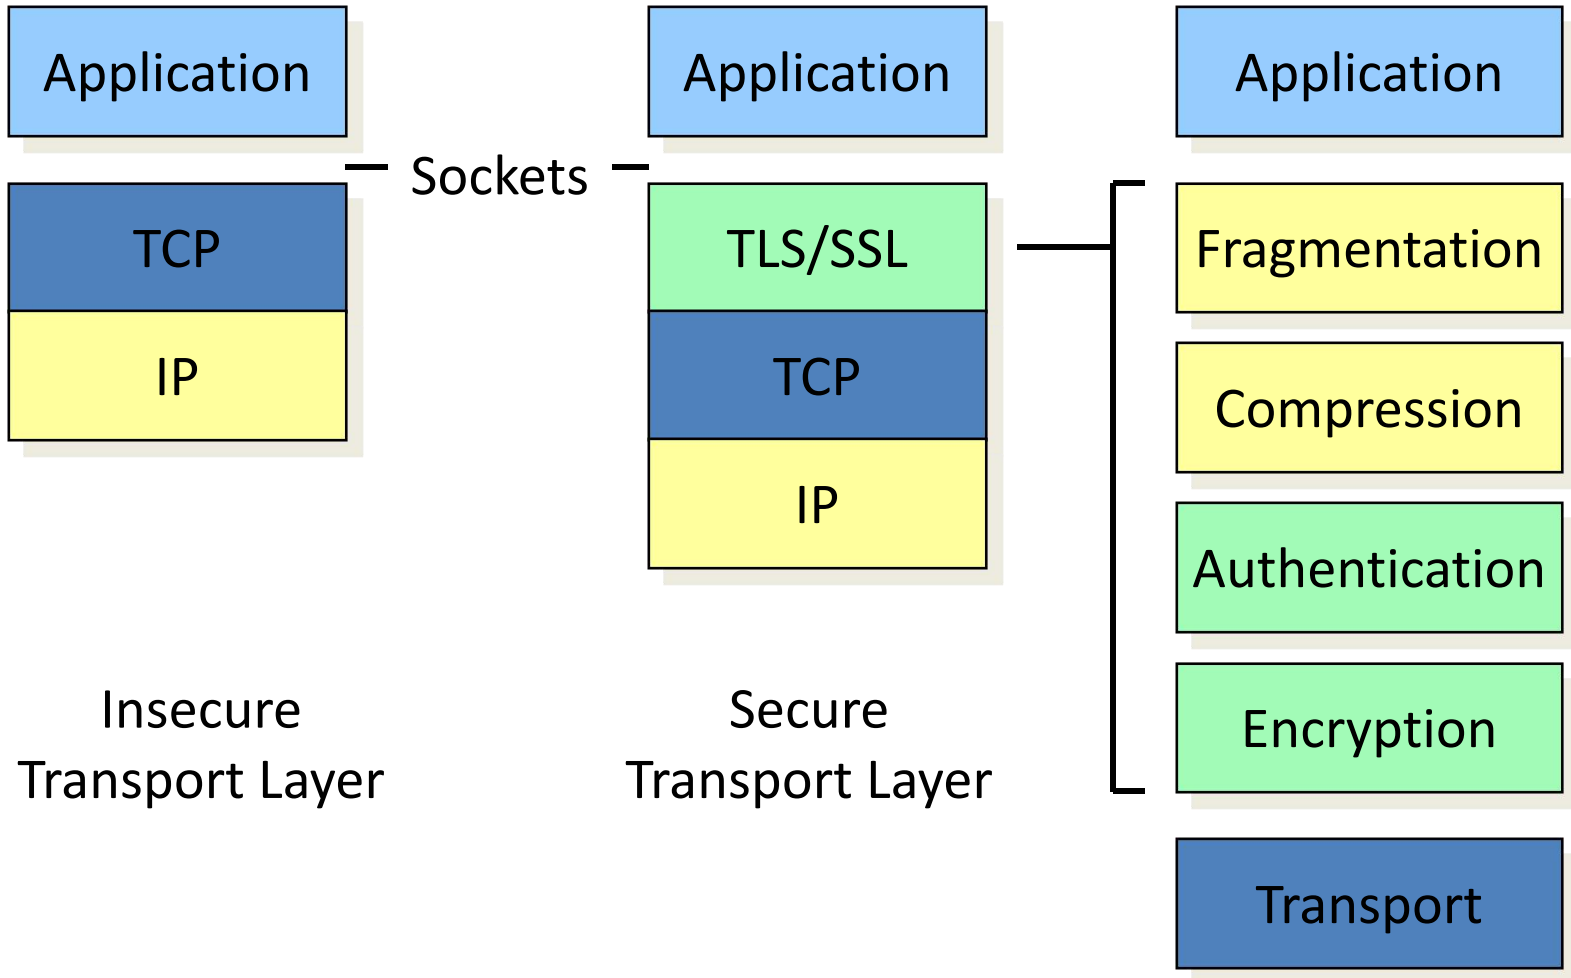 Application
Application
Application
Sockets
TCP
TLS/SSL
Fragmentation
IP
TCP
Compression
IP
Authentication
Insecure
Transport Layer
Secure
Transport Layer
Encryption
Transport